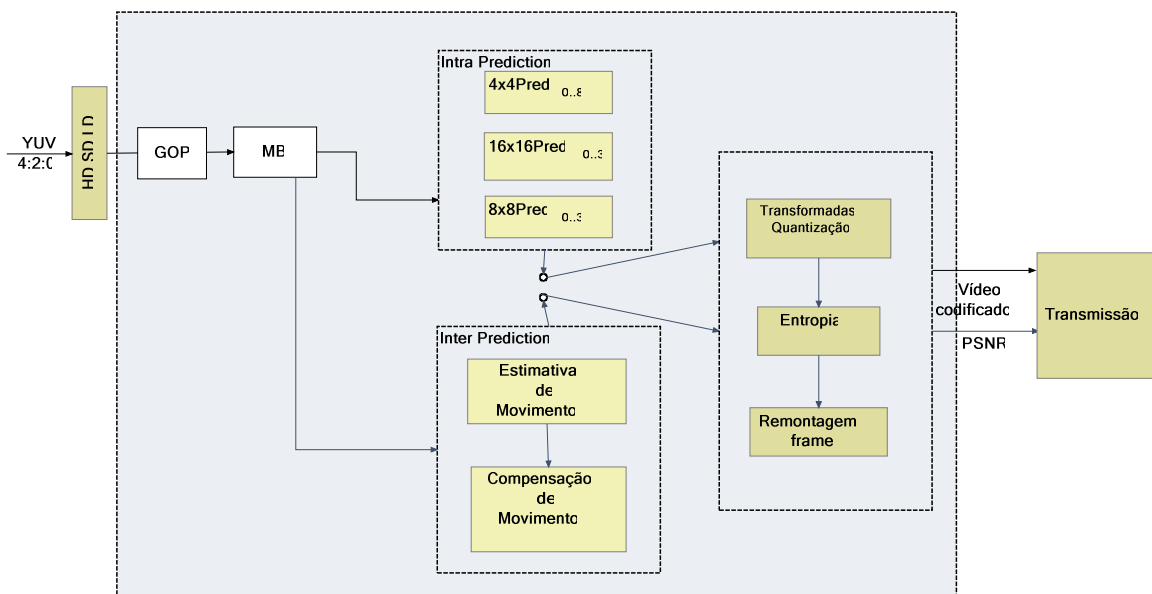 YUV
4:2:0
HD SD LD
GOP
MB
Intra Prediction
4x4Pred 0..8
16x16Pred 0..3
8x8Pred 0..3
Inter Prediction
Estimativa
de
Movimento
Compensação
de
Movimento
Transformadas
Quantização
Entropia
Remontagem
frame
Vídeo
codificado
PSNR
Transmissão